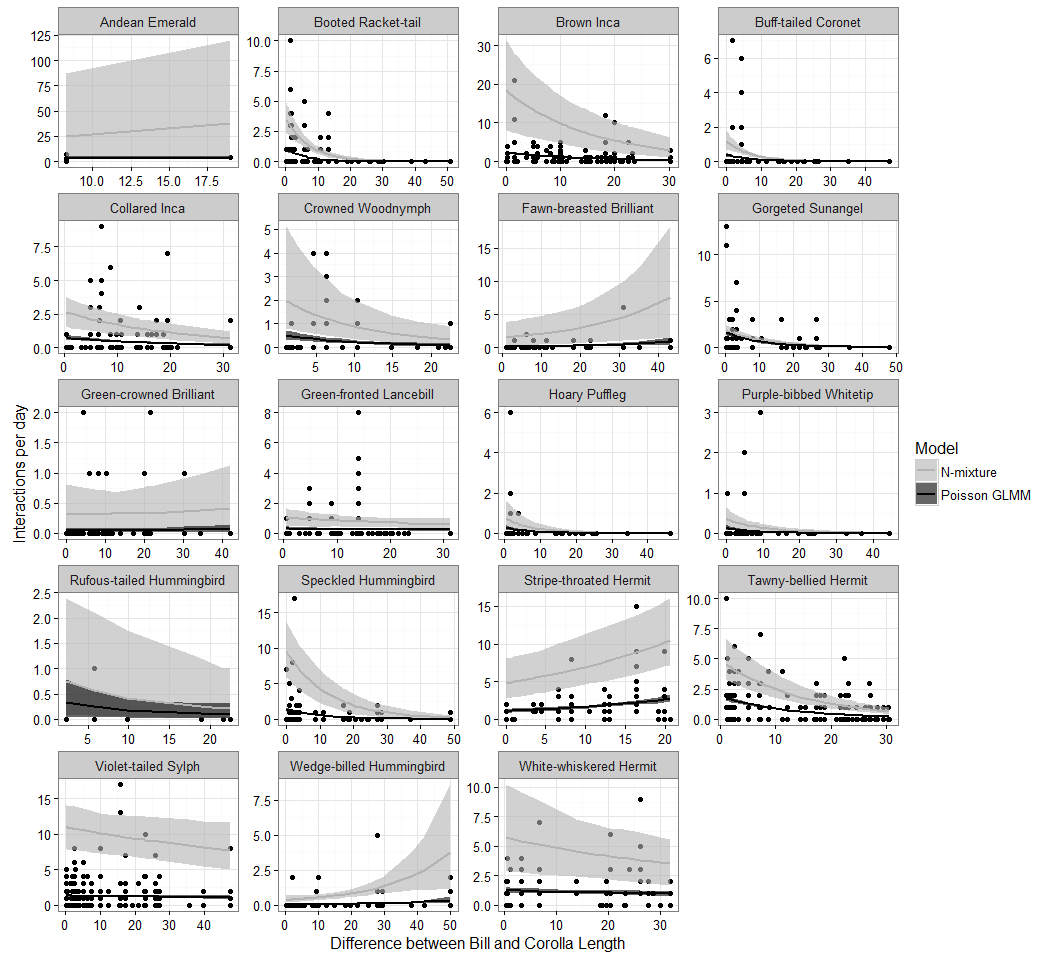 Andean Emerald
Booted Racket-tail
Brown Inca
Buff-tailed Coronet
125
100
75
50
25
0
10.0 12.5 15.0 17.5
10.0
7.5
5.0
2.5
0.0
0 10 20 30 40 50
30
20
10
0
0 10 20 30
6
4
2
0
0 10 20 30 40
Collared Inca
Crowned Woodnymph
Fawn-breasted Brilliant
Gorgeted Sunangel
7.5
5.0
2.5
0.0
0 10 20 30
5
4
3
2
1
0
5 10 15 20
15
10
5
0
0 10 20 30 40
10
5
0
0 10 20 30 40 50
Green-crowned Brilliant
Green-fronted Lancebill
Hoary Puffleg
Purple-bibbed Whitetip
2.0
1.5
1.0
0.5
0.0
0 10 20 30 40
8
6
4
2
0
0 10 20 30
6
4
2
0
0 10 20 30 40
3
2
1
0
0 10 20 30 40
Rufous-tailed Hummingbird
Speckled Hummingbird
Stripe-throated Hermit
Tawny-bellied Hermit
2.5
2.0
1.5
1.0
0.5
0.0
5 10 15 20
15
10
5
0
0 10 20 30 40 50
15
10
5
0
0 5 10 15 20
10.0
7.5
5.0
2.5
0.0
0 10 20 30
Violet-tailed Sylph
Wedge-billed Hummingbird
White-whiskered Hermit
15
10
5
0
0 10 20 30 40
7.5
5.0
2.5
0.0
0 10 20 30 40 50
10.0
7.5
5.0
2.5
0.0
0 10 20 30
Interactions per day
Difference between Bill and Corolla Length
Model
N-mixture
Poisson GLMM